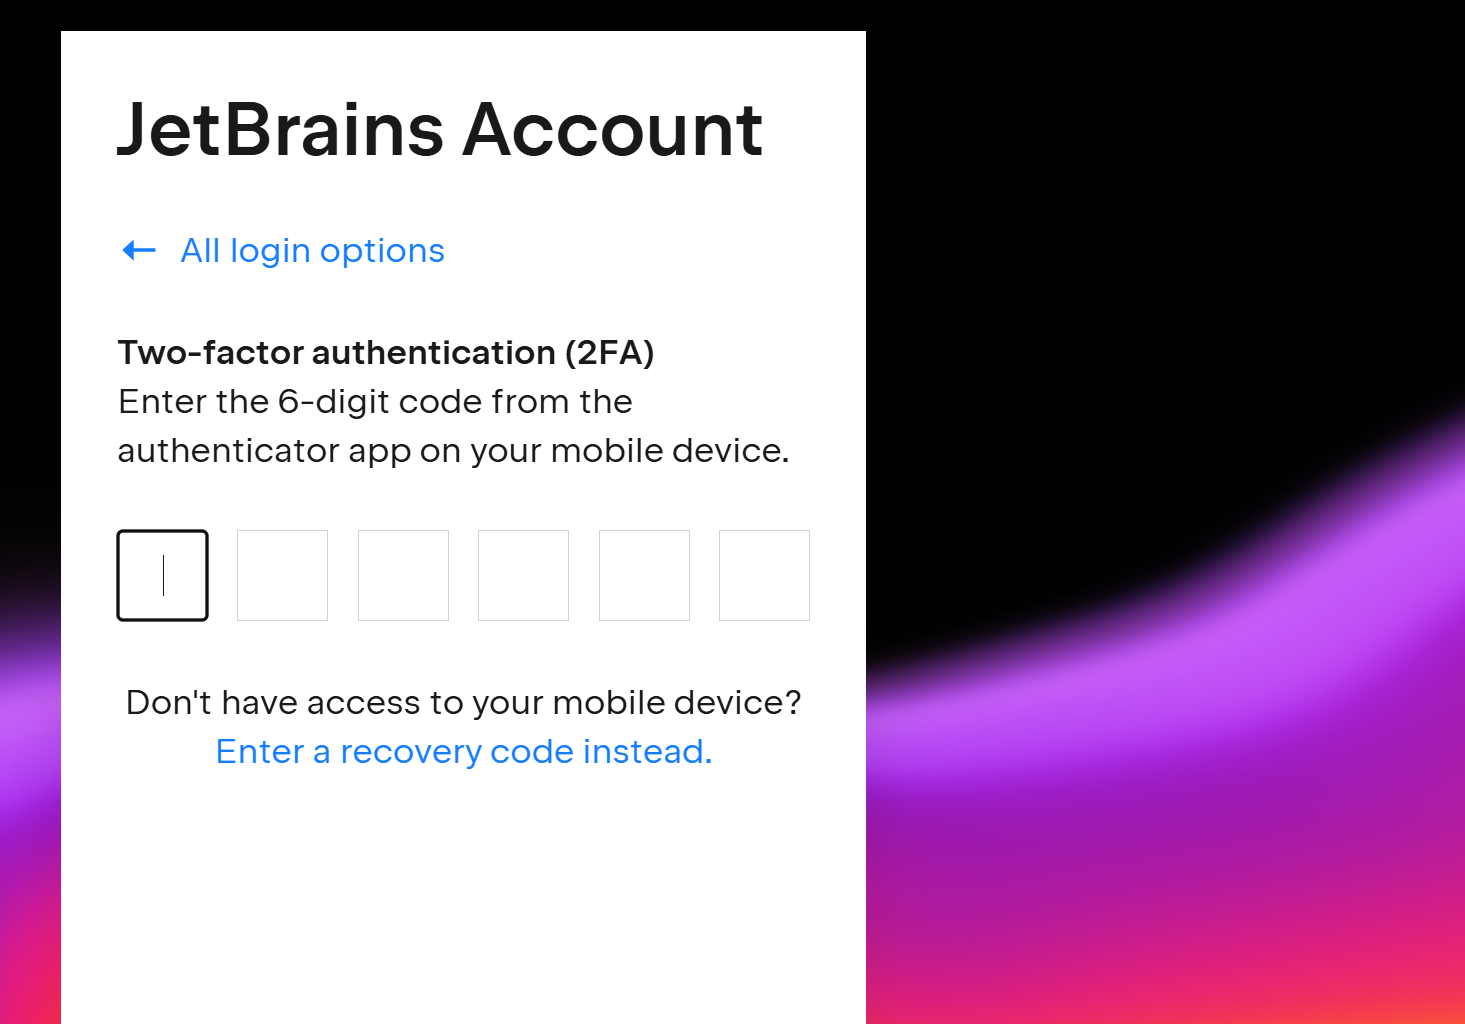 JetBrains Account
All login options
Two-factor authentication (2FA)
Enter the 6-digit code from the
authenticator app on your mobile device.
Don't have access to your mobile device?
Enter a recovery code instead.